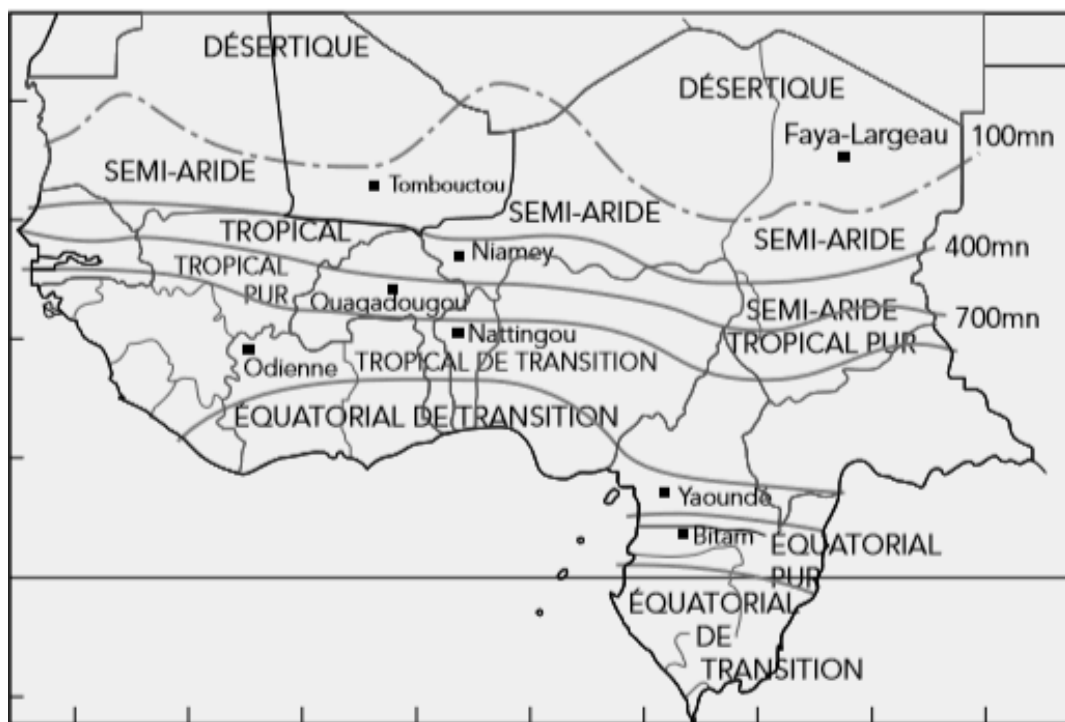 DÉSERTIQUE
DÉSERTIQUE
Faya-Largeau
100mn
SEMI-ARIDE
Tombouctou
SEMI-ARIDE
TROPICAL
SEMI-ARIDE
400mn
Niamey
TROPICAL
PUR
Ouagadougou
SEMI-ARIDE
700mn
Nattingou
TROPICAL PUR
Odienne
TROPICAL DE TRANSITION
ÉQUATORIAL DE TRANSITION
Yaoundé
Bitam
ÉQUATORIAL
PUR
ÉQUATORIAL
DE
TRANSITION